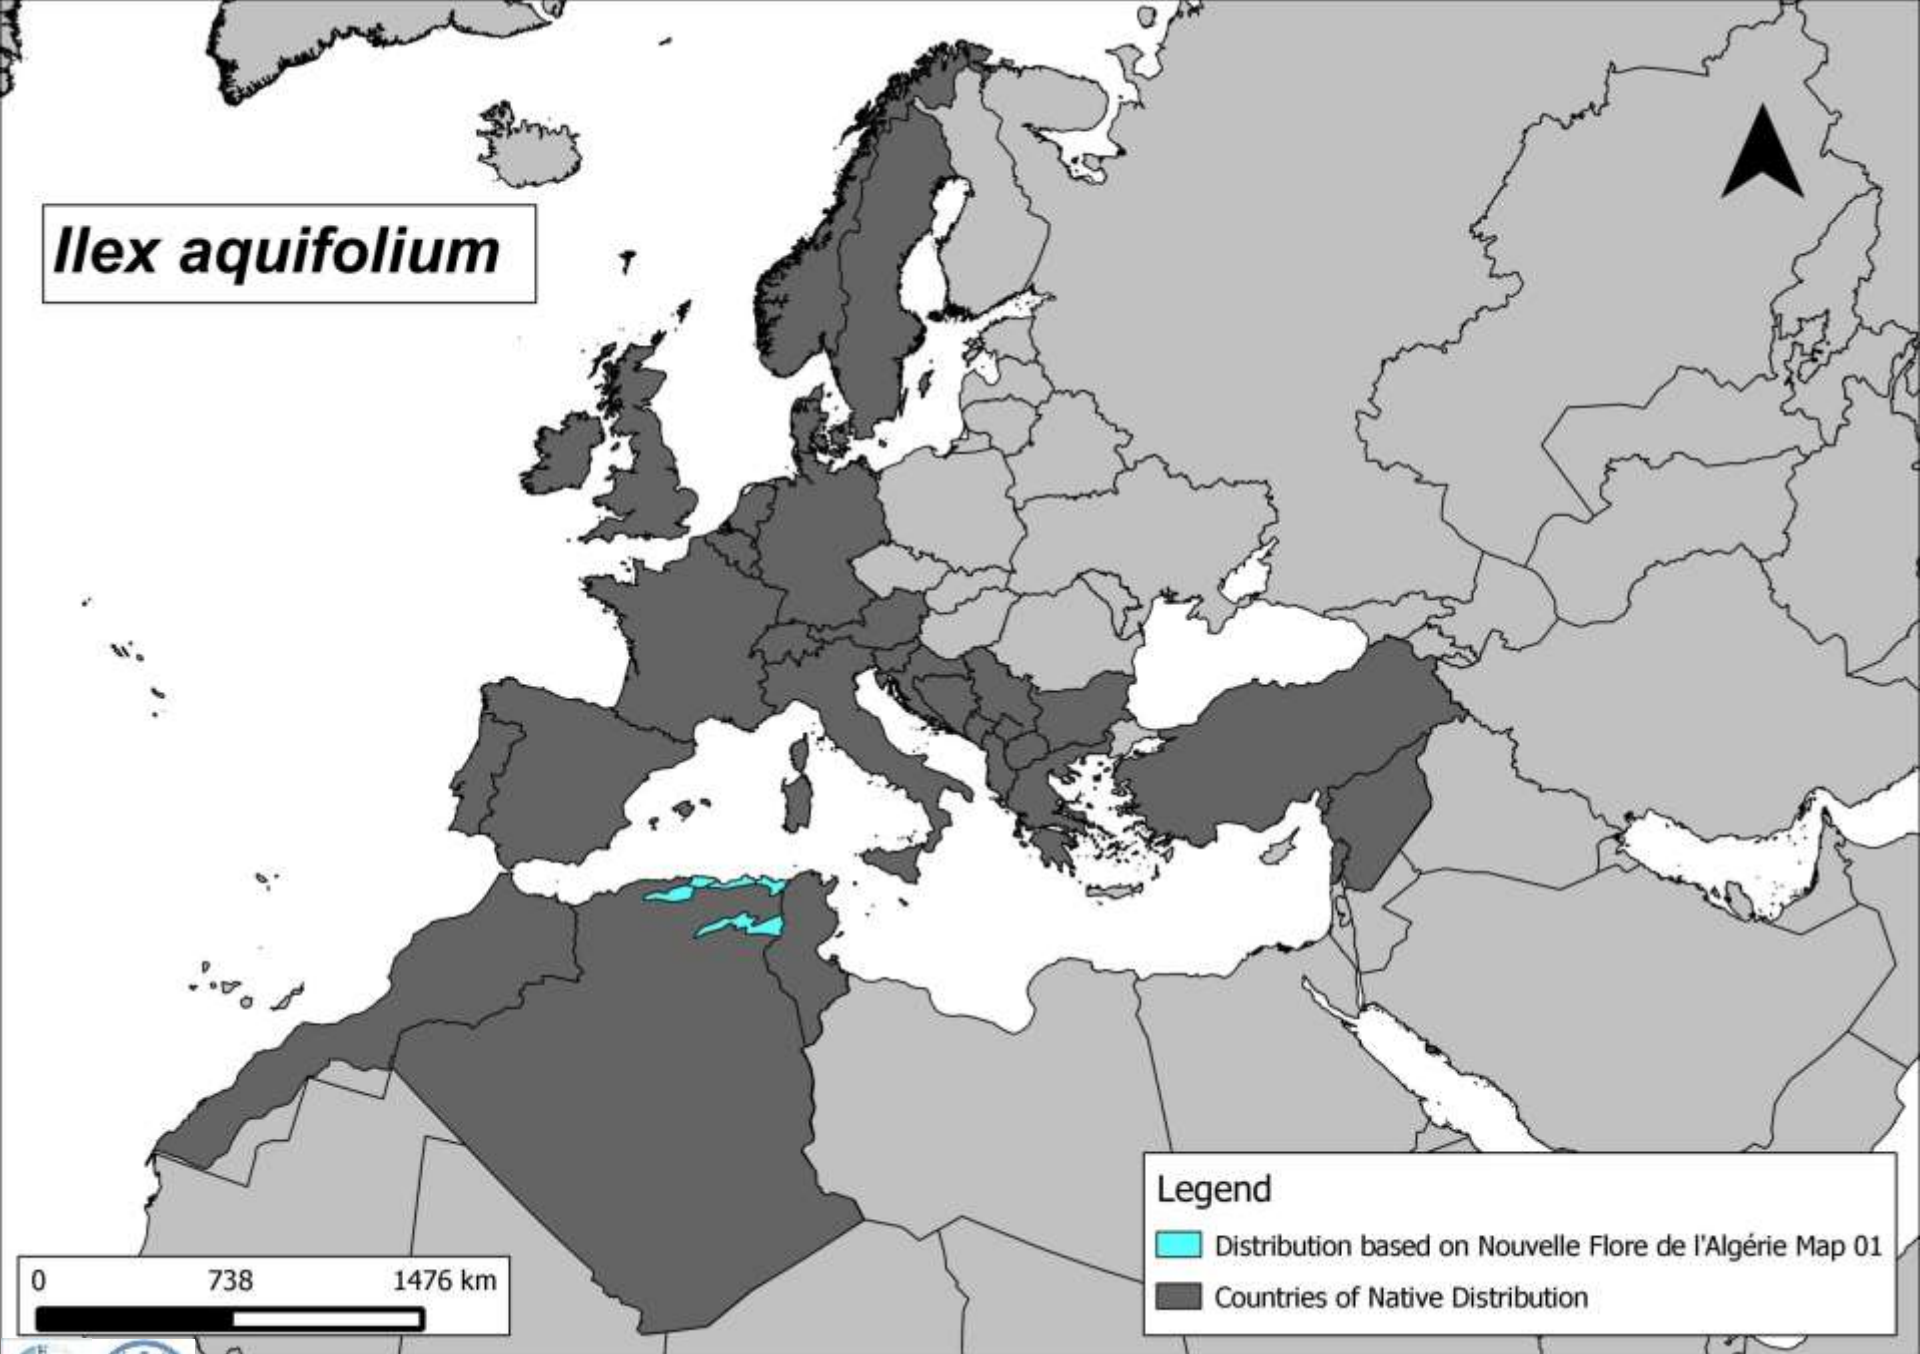 Ilex aquifolium
Legend
Distribution based on Nouvelle Flore de l'Algérie Map 01
Countries of Native Distribution
0 738 1476 km